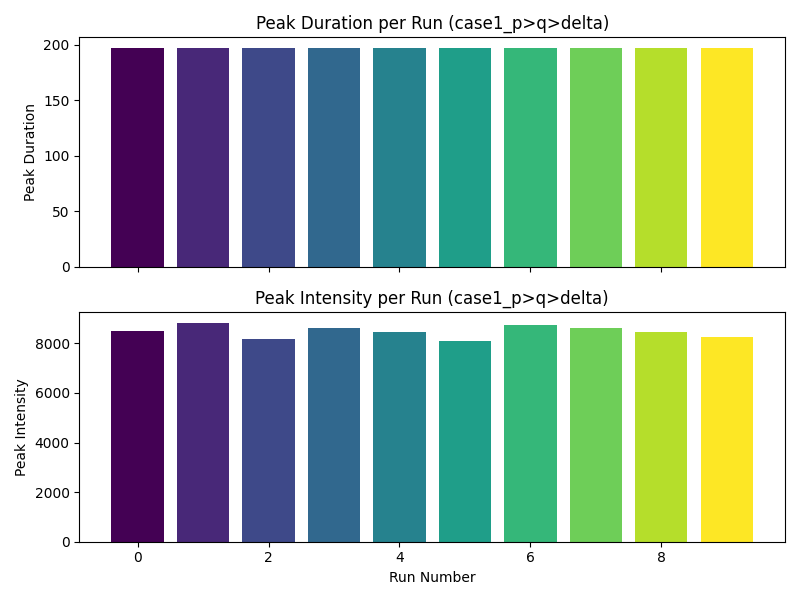 Peak Duration per Run (case1_p>q>delta)
200
150
100
50
0
Peak Duration
Peak Intensity per Run (case1_p>q>delta)
8000
6000
4000
2000
0
Peak Intensity
0 2 4 6 8
Run Number